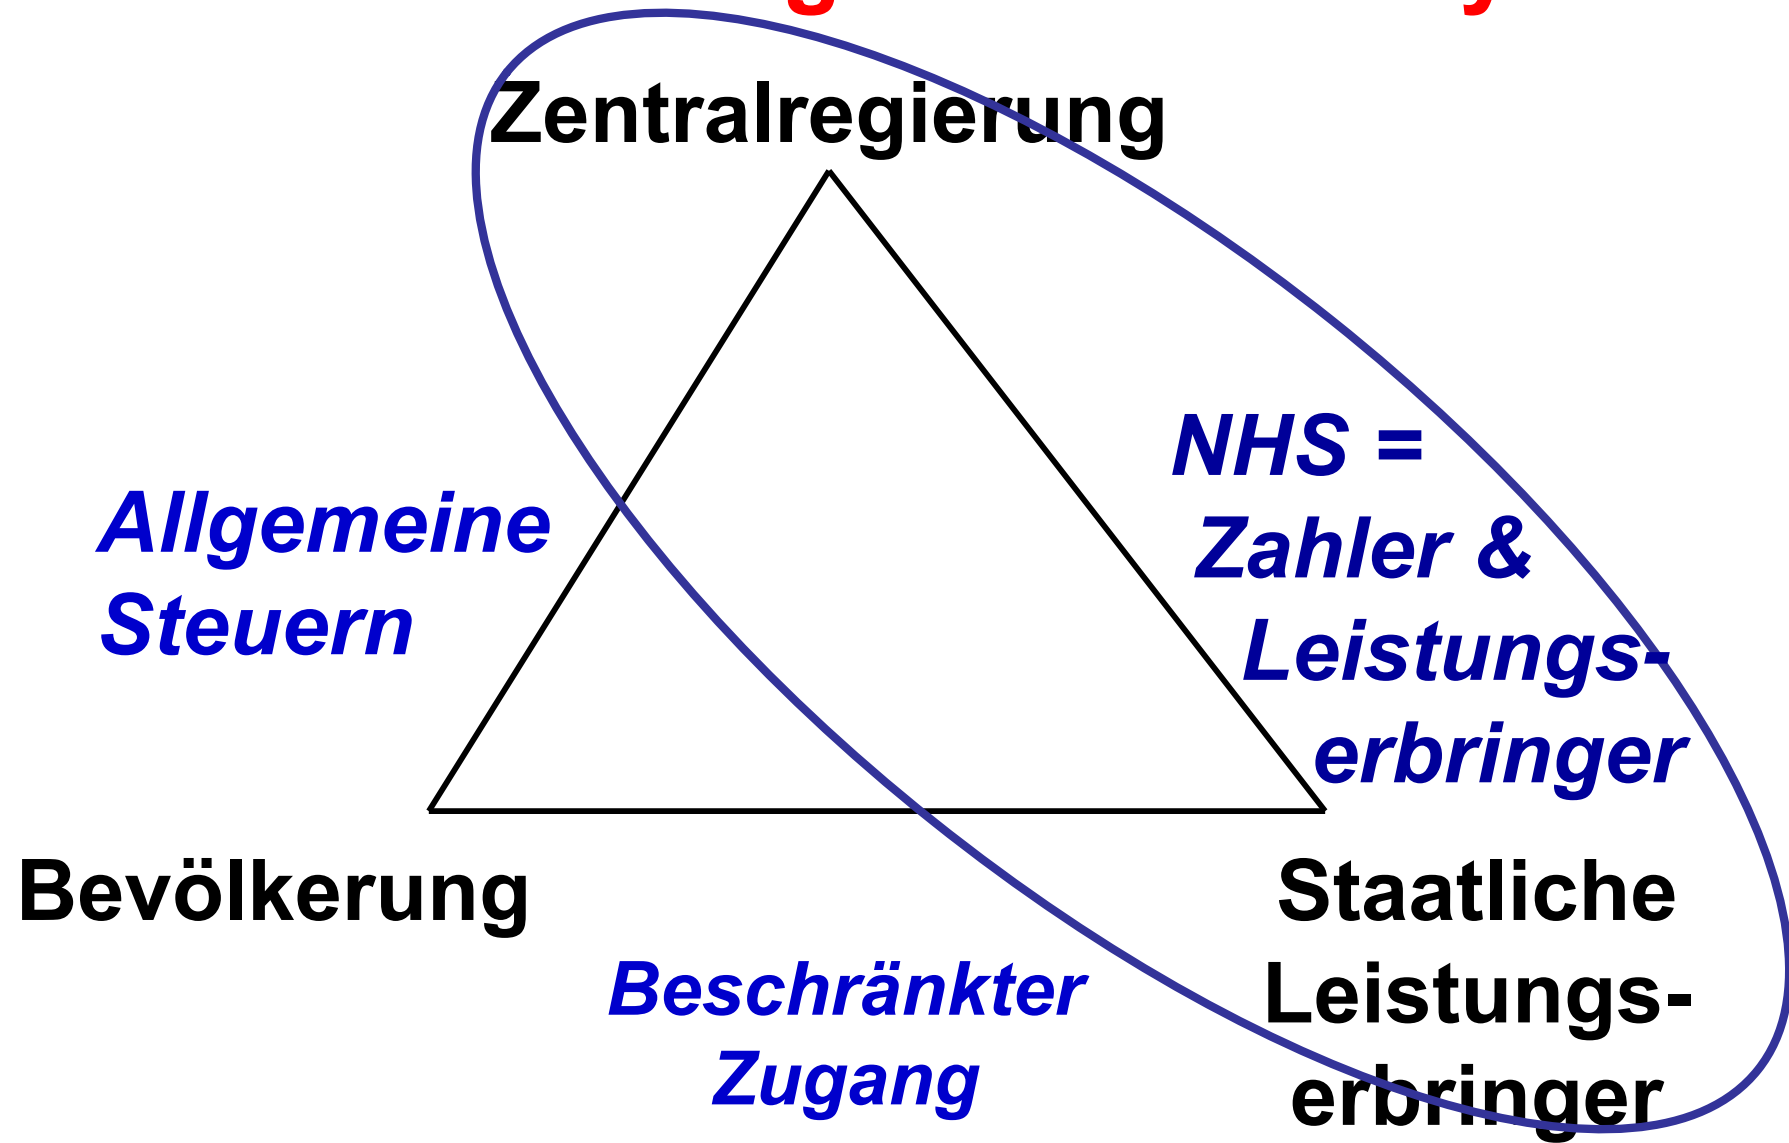 Zentralregierung
NHS =
Zahler &
Leistungs-
erbringer
Allgemeine
Steuern
Bevölkerung
Staatliche
Leistungs-
erbringer
Beschränkter
Zugang